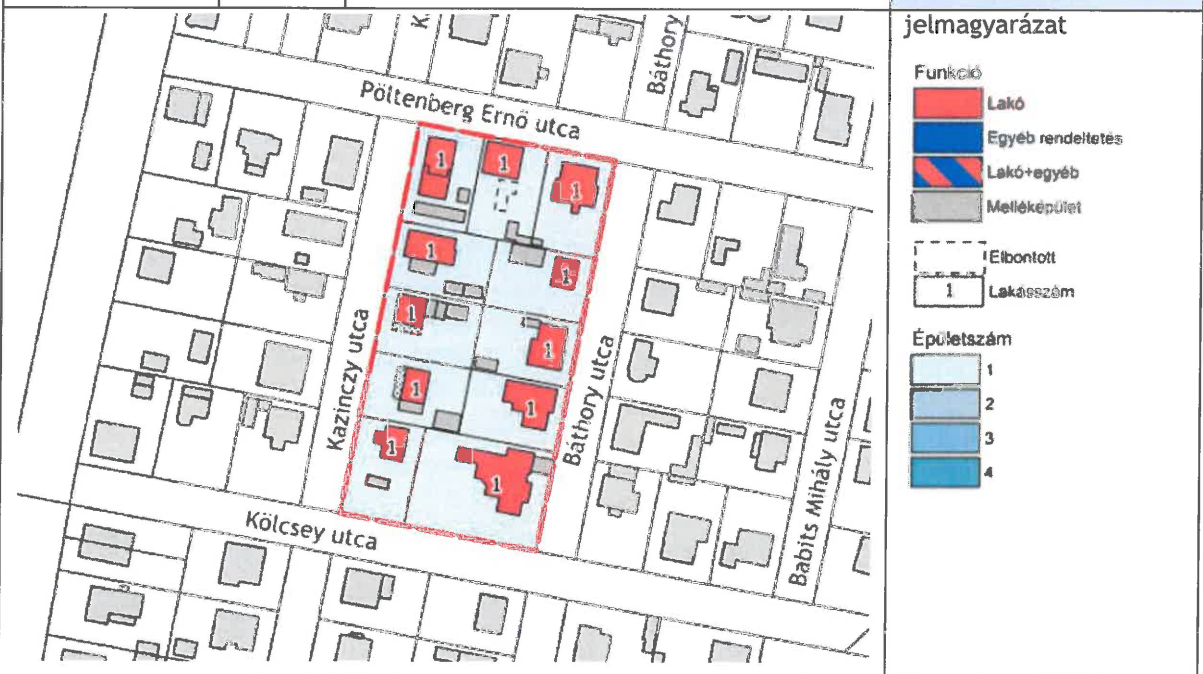 K
Báthory
Pöltenberg Ernő utca
1
1
1
1
1
1
1
1
1
1
1
Kazinczy utca
Báthory utca
Babits Mihály utca
Kölcsey utca
jelmagyarázat
Funkció
Lakó
Egyéb rendeltetés
Lakó+egyéb
Melléképület
Elbontott
1 Lakásszám
Épületszám
1
2
3
4